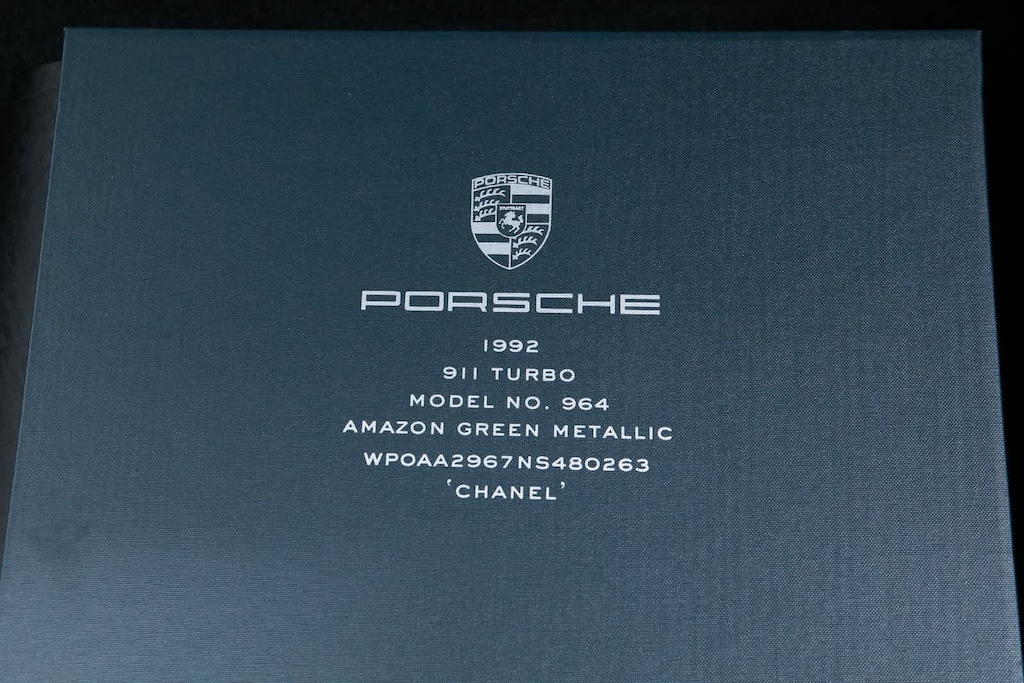 PORSCHE
STUTTGART
PORSCHE
1992
911 TURBO
MODEL NO. 964
AMAZON GREEN METALLIC
WP0AA2967NS480263
‘CHANEL’